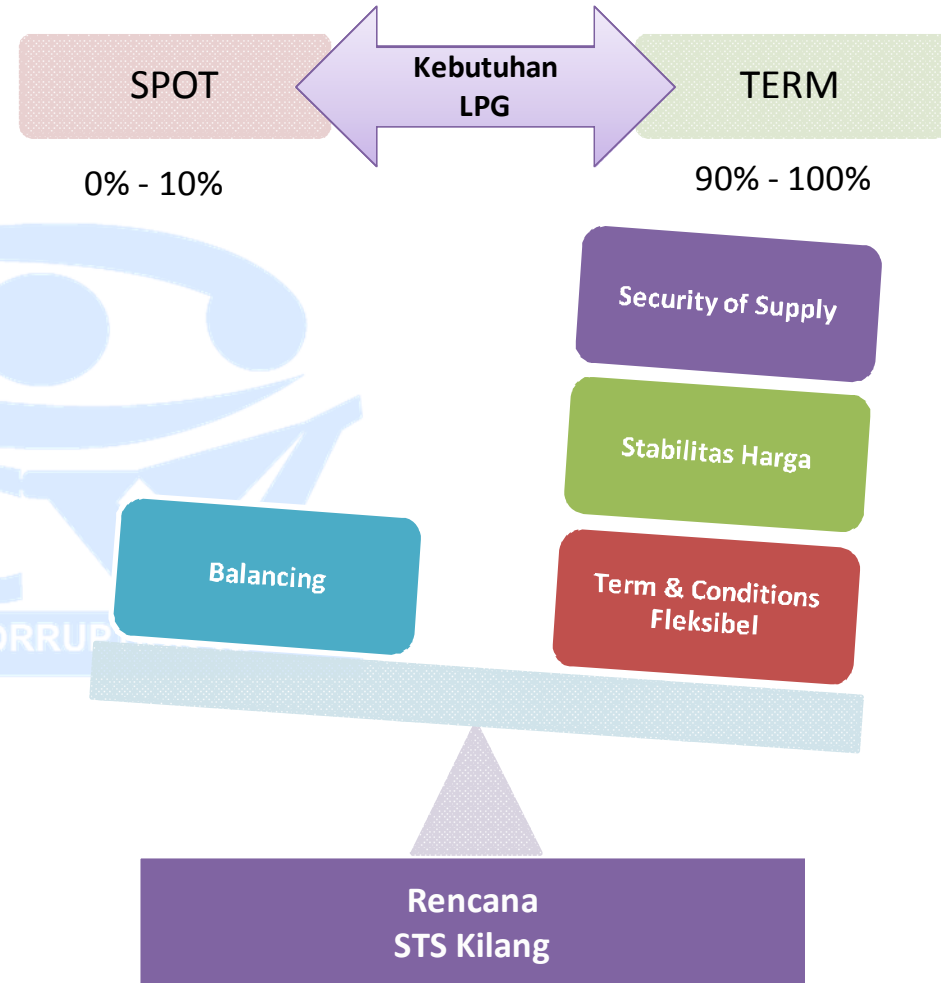 SPOT
Kebutuhan
LPG
TERM
0% - 10%
90% - 100%
Security of Supply
Stabilitas Harga
Balancing
Term & Conditions
Fleksibel
Rencana
STS Kilang